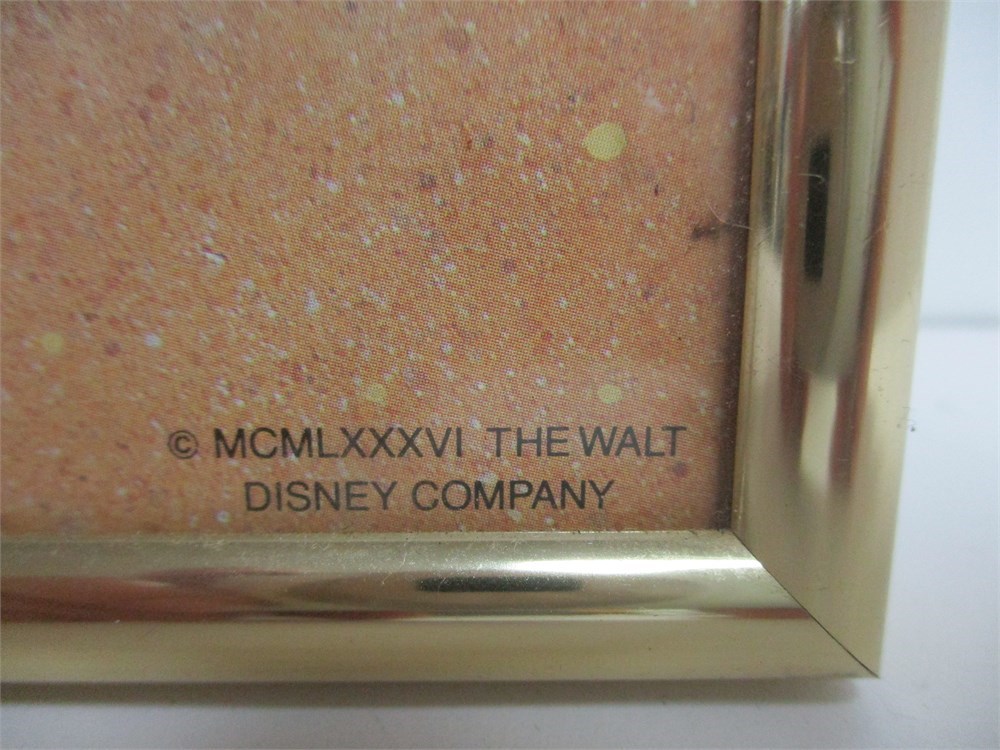 © MCMLXXXVI THE WALT
DISNEY COMPANY